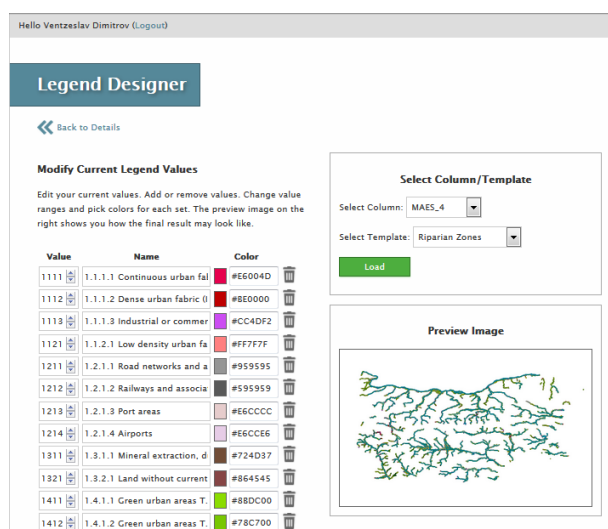 Hello Ventzeslav Dimitrov (Logout)
Legend Designer
Back to Details
Modify Current Legend Values
Edit your current values. Add or remove values. Change value
ranges and pick colors for each set. The preview image on the
right shows you how the final result may look like.
Value Name Color
1111 1.1.1.1 Continuous urban fal #E6004D
1112 1.1.1.2 Dense urban fabric (I #BE0000
1113 1.1.1.3 Industrial or commer #CC4DF2
1121 1.1.2.1 Low density urban fa #FF7F7F
1211 1.2.1.1 Road networks and a #959595
1212 1.2.1.2 Railways and associa #595959
1213 1.2.1.3 Port areas #E6CCCC
1214 1.2.1.4 Airports #E6CCE6
1311 1.3.1.1 Mineral extraction, d #724D37
1321 1.3.2.1 Land without current #864545
1411 1.4.1.1 Green urban areas T. #88DC00
1412 1.4.1.2 Green urban areas T. #78C700
Select Column/Template
Select Column: MAES_4
Select Template: Riparian Zones
Load
Preview Image